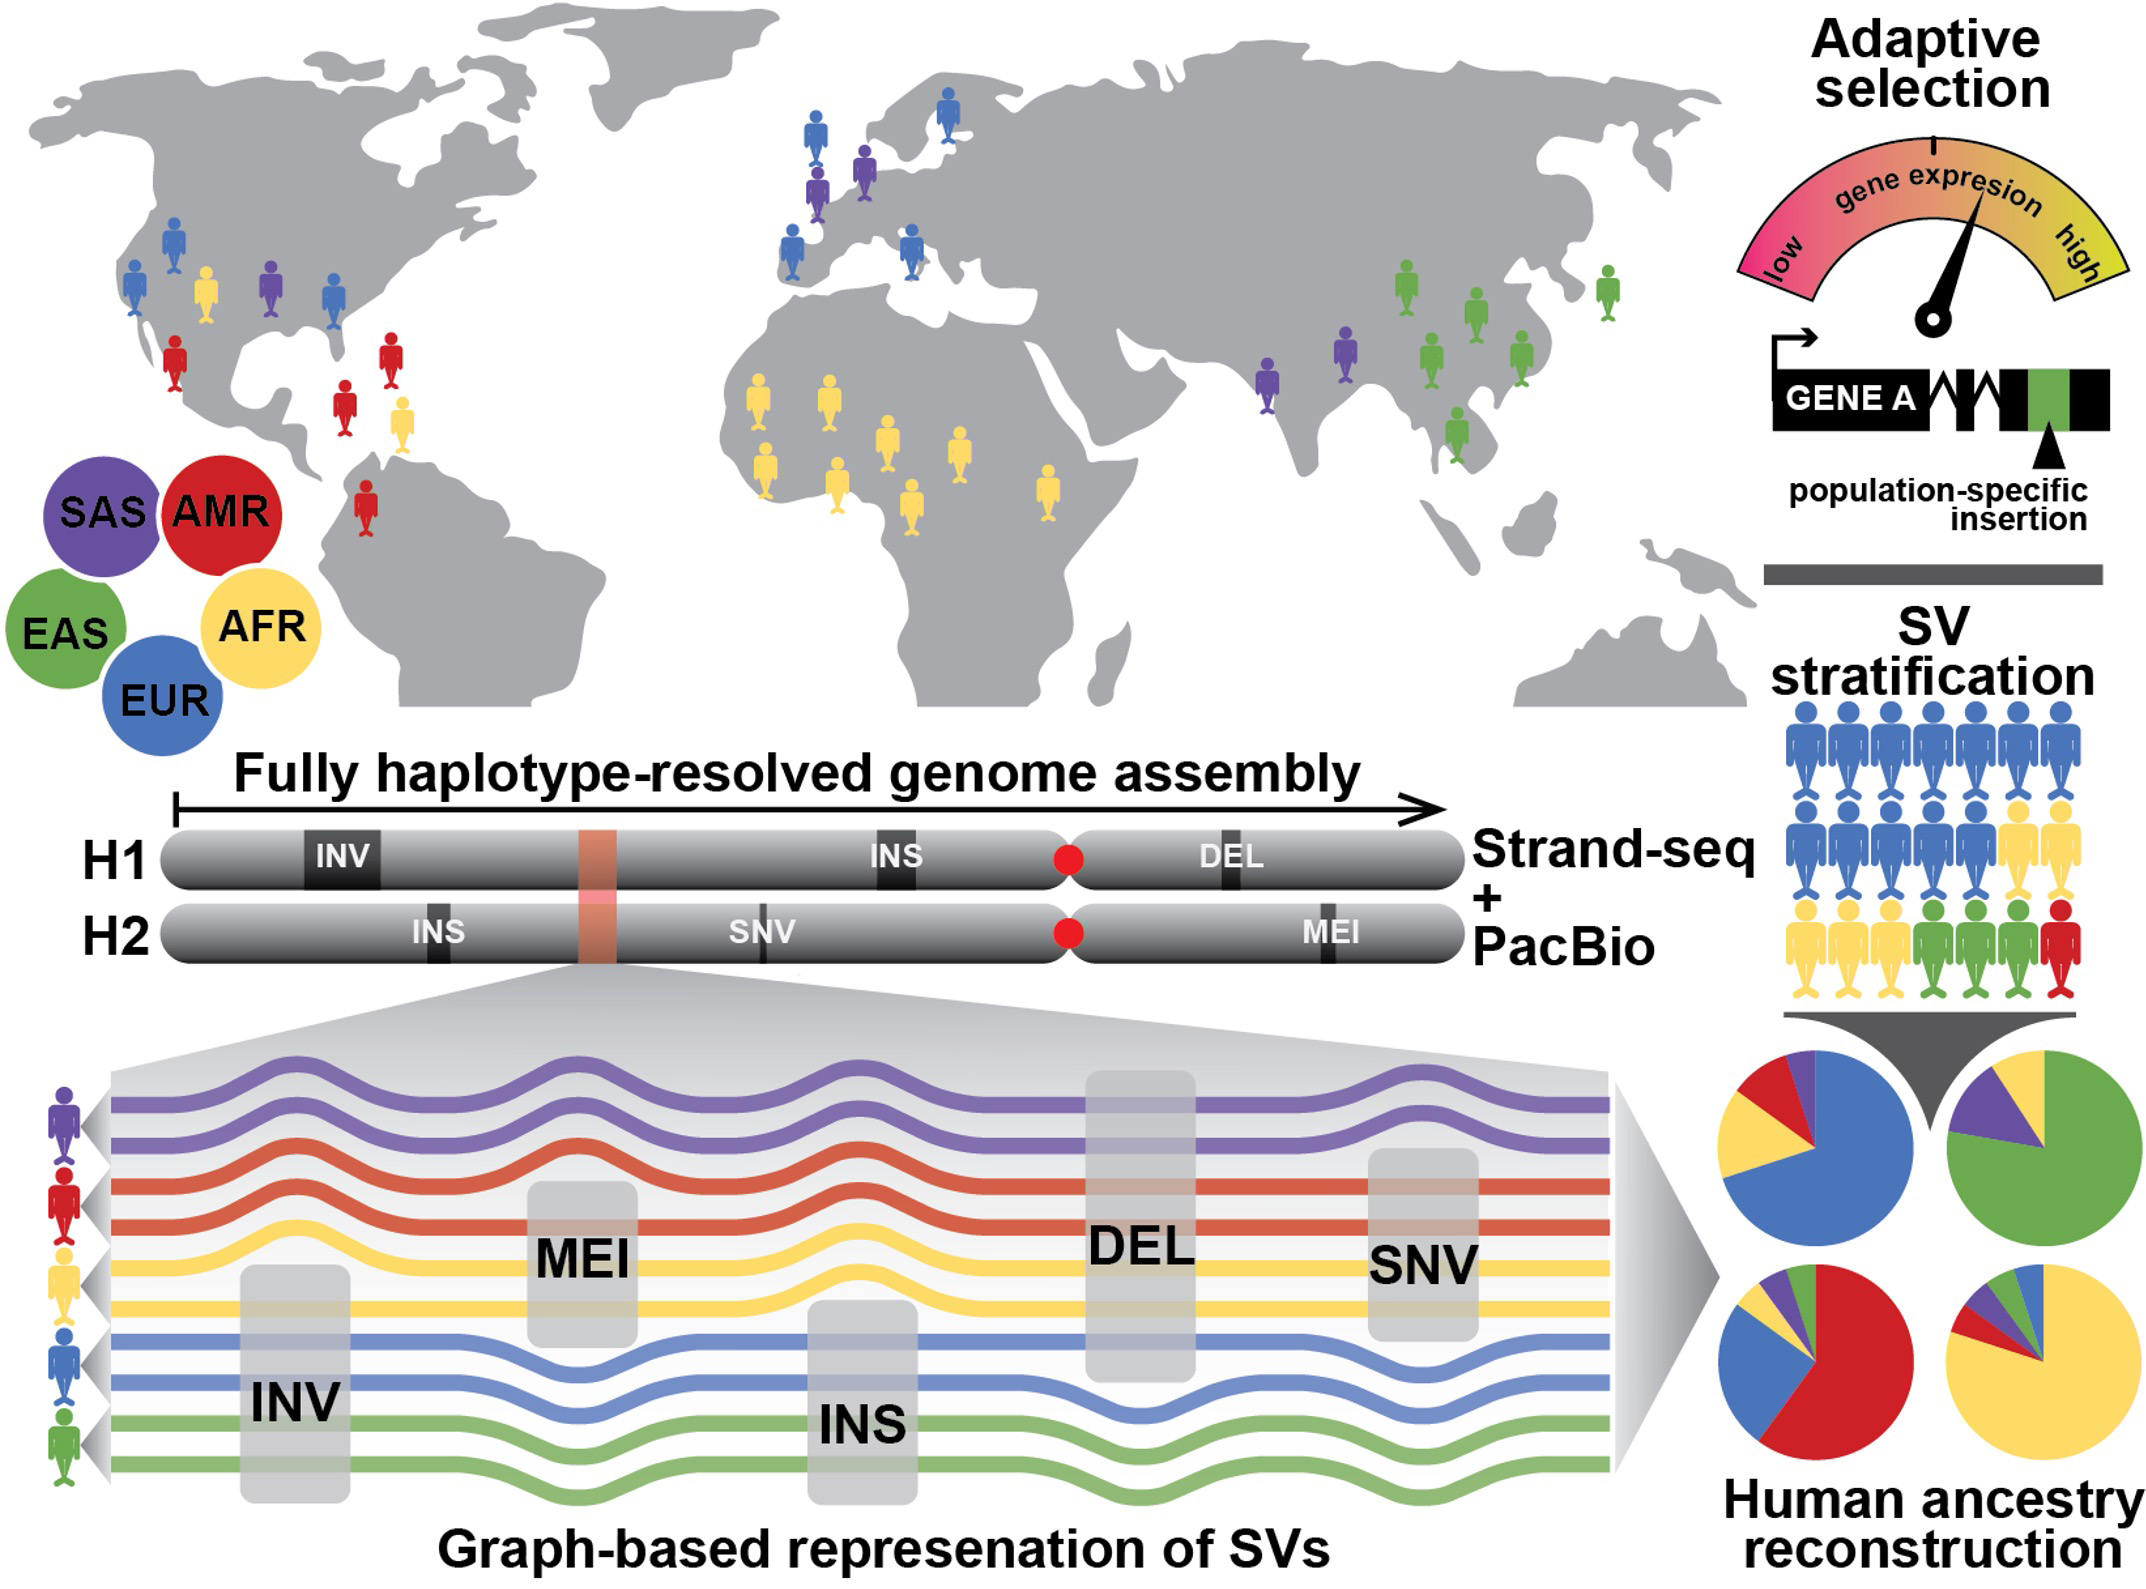 Adaptive
selection
gene expresion
low
high
GENE A
population-specific
insertion
SAS
AMR
EAS
AFR
EUR
SV
stratification
Fully haplotype-resolved genome assembly
H1
INV
INS
DEL
H2
INS
SNV
MEI
Strand-seq
+
PacBio
MEI
DEL
SNV
INV
INS
Graph-based represenation of SVs
Human ancestry
reconstruction